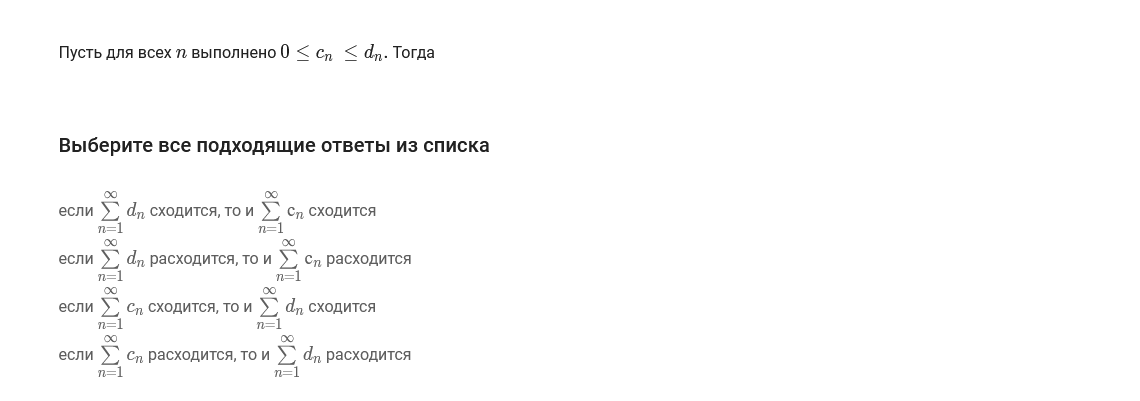 Пусть для всех $n$ выполнено $0 \leq c_n \leq d_n$. Тогда
Выберите все подходящие ответы из списка
если $\sum_{n=1}^{\infty} d_n$ сходится, то и $\sum_{n=1}^{\infty} \mathrm{c}_n$ сходится
если $\sum_{n=1}^{\infty} d_n$ расходится, то и $\sum_{n=1}^{\infty} \mathrm{c}_n$ расходится
если $\sum_{n=1}^{\infty} c_n$ сходится, то и $\sum_{n=1}^{\infty} d_n$ сходится
если $\sum_{n=1}^{\infty} c_n$ расходится, то и $\sum_{n=1}^{\infty} d_n$ расходится